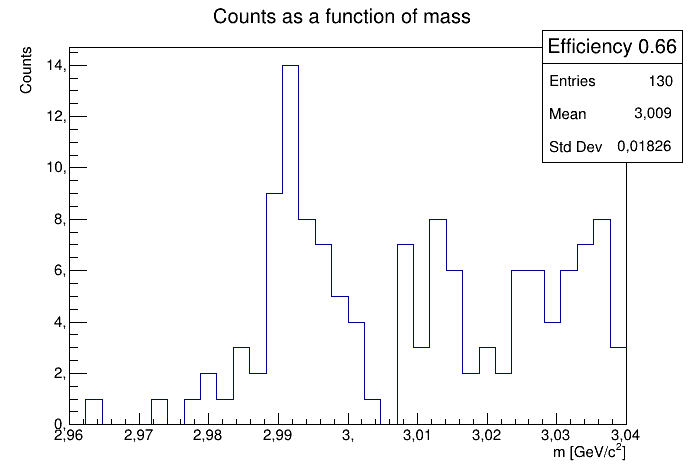 Counts as a function of mass
Efficiency 0.66
Entries 130
Mean 3,009
Std Dev 0,01826
Counts
14,
12,
10,
8,
6,
4,
2,
0,
2,96 2,97 2,98 2,99 3, 3,01 3,02 3,03 3,04
m [GeV/c²]